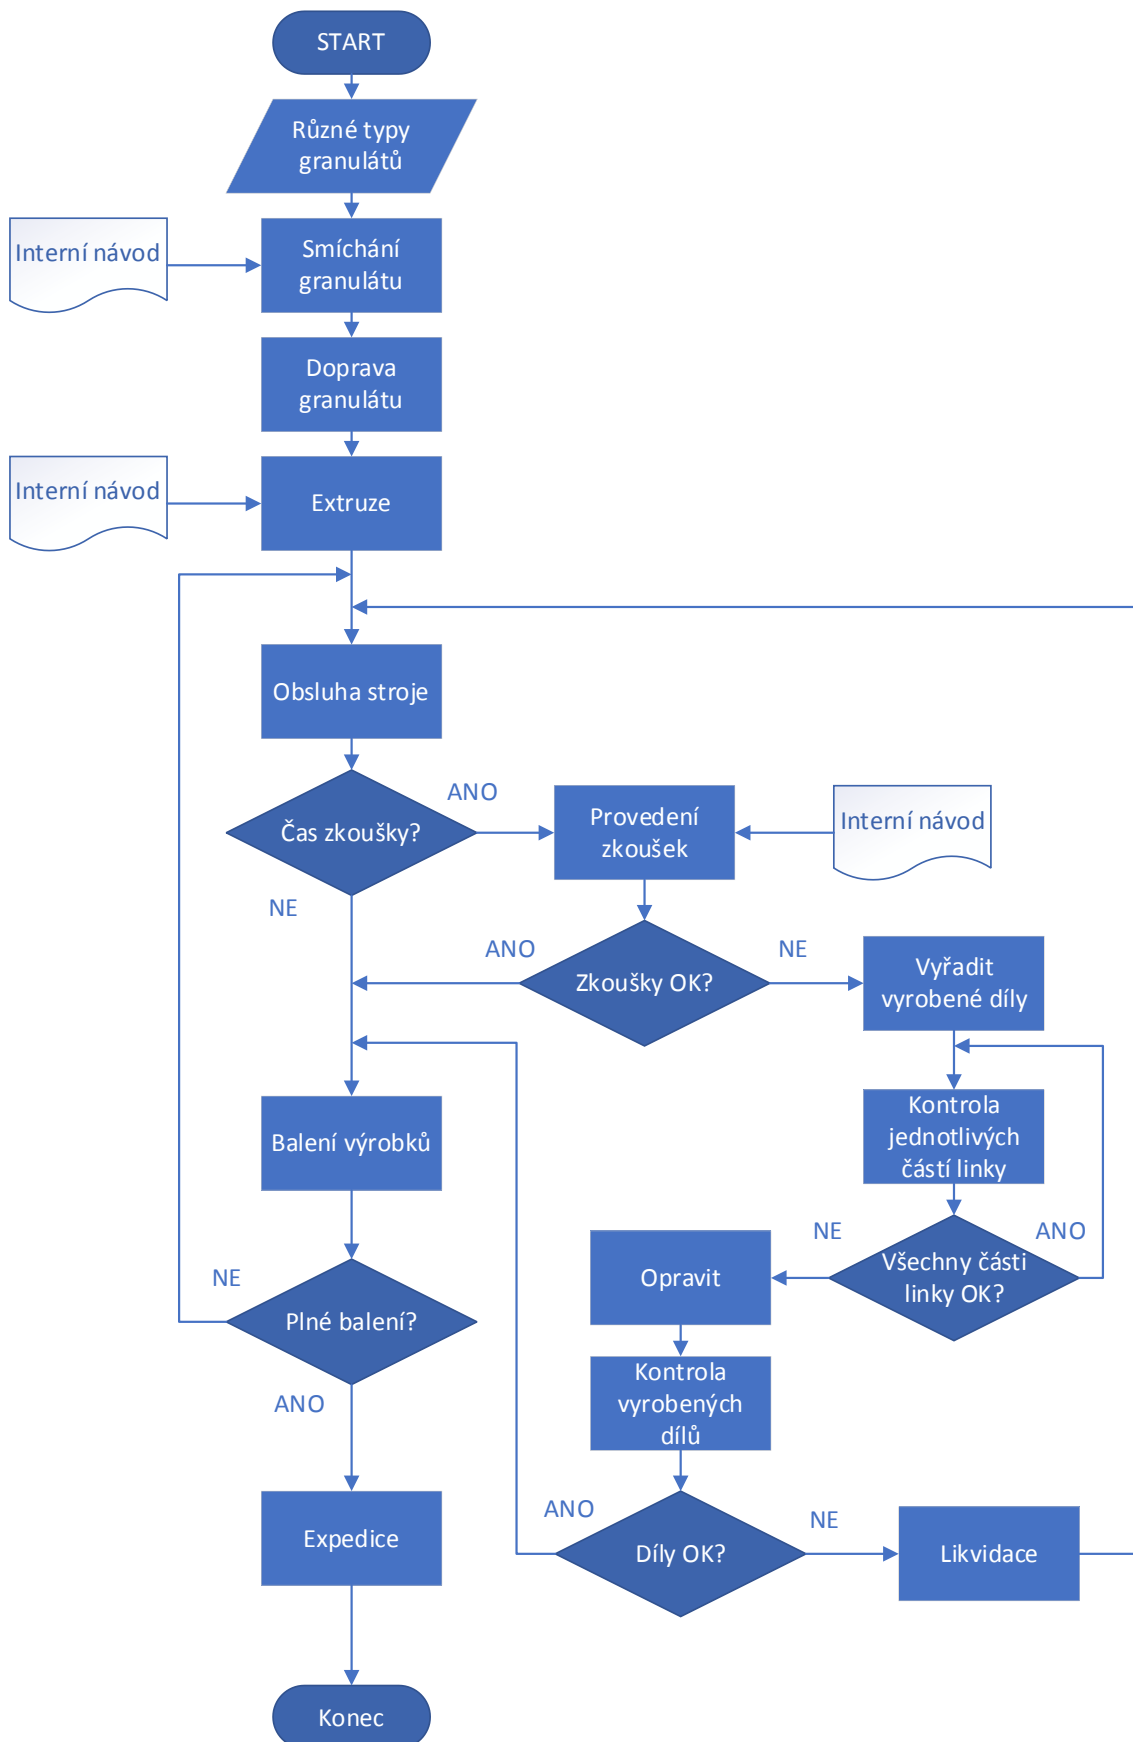 START
Různé typy
granulátů
Interní návod
Smíchání
granulátu
Doprava
granulátu
Interní návod
Extruze
Obsluha stroje
Čas zkoušky?
ANO
NE
Provedení
zkoušek
Interní návod
Zkoušky OK?
ANO
NE
Vyřadit
vyrobené díly
Balení výrobků
Kontrola
jednotlivých
částí linky
Všechny části
linky OK?
NE
ANO
Opravit
Plné balení?
NE
ANO
Kontrola
vyrobených
dílů
Díly OK?
ANO
NE
Likvidace
Expedice
Konec